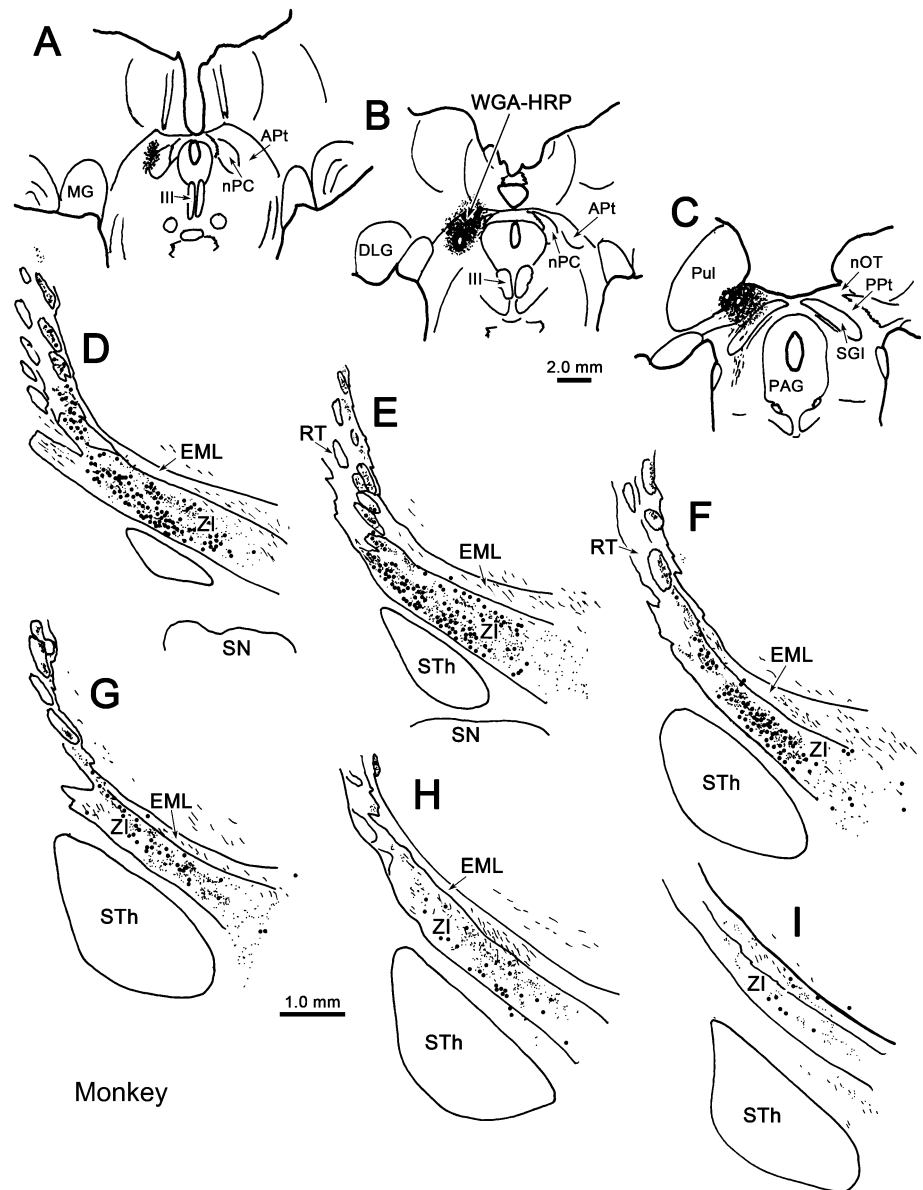 A
APt
nPC
MG
III
B
WGA-HRP
APt
nPC
DLG
III
2.0 mm
C
Pul
nOT
PPt
SGI
PAG
D
EML
ZI
SN
E
RT
EML
ZI
STh
SN
F
RT
EML
ZI
STh
G
EML
ZI
STh
1.0 mm
H
EML
ZI
STh
I
ZI
STh
Monkey